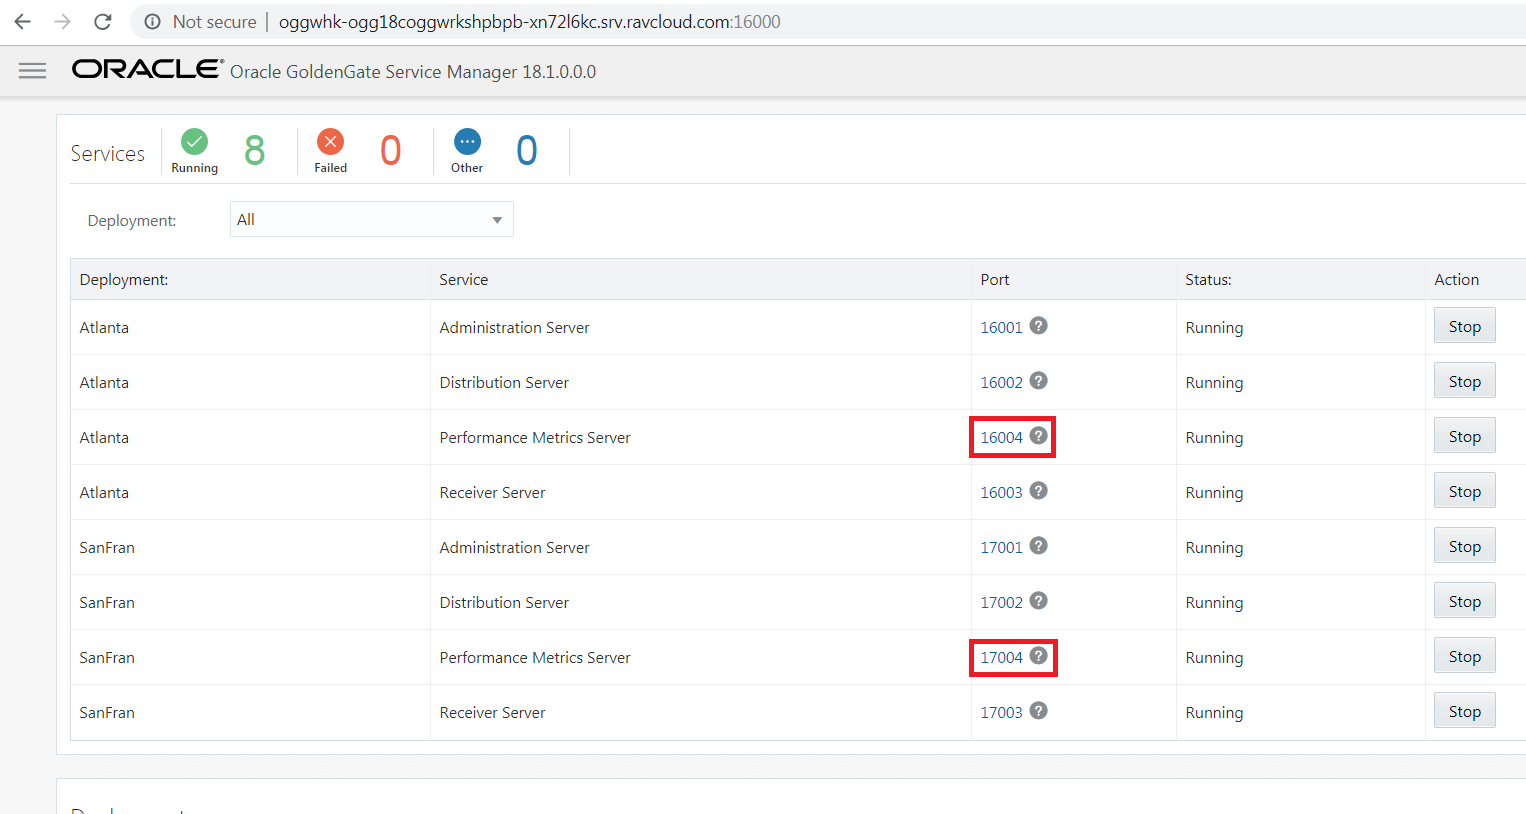 Not secure | oggwhk-ogg18coggwrkshpbpb-xn72l6kc.srv.ravcloud.com:16000
ORACLE Oracle GoldenGate Service Manager 18.1.0.0.0
Services Running 8 Failed 0 Other 0
Deployment: All
Deployment: Service Port Status: Action
Atlanta Administration Server 16001 ? Running Stop
Atlanta Distribution Server 16002 ? Running Stop
Atlanta Performance Metrics Server 16004 ? Running Stop
Atlanta Receiver Server 16003 ? Running Stop
SanFran Administration Server 17001 ? Running Stop
SanFran Distribution Server 17002 ? Running Stop
SanFran Performance Metrics Server 17004 ? Running Stop
SanFran Receiver Server 17003 ? Running Stop